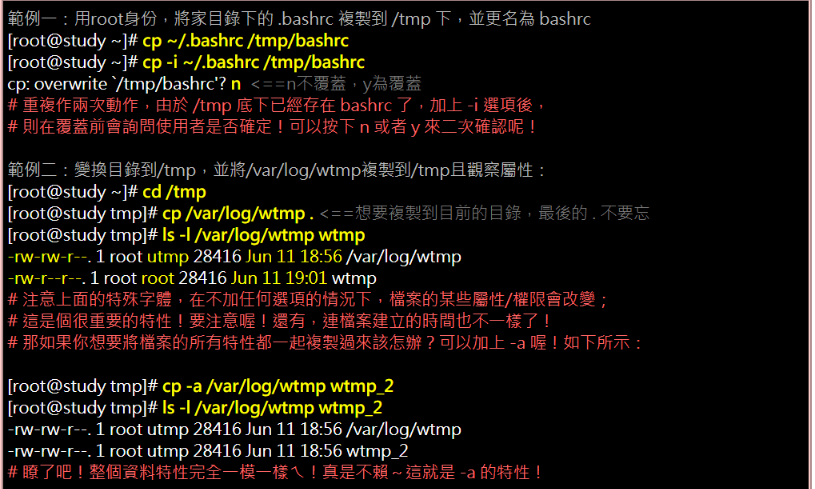 範例一：用root身份，將家目錄下的 .bashrc 複製到 /tmp 下，並更名為 bashrc
[root@study ~]# cp ~/.bashrc /tmp/bashrc
[root@study ~]# cp -i ~/.bashrc /tmp/bashrc
cp: overwrite `/tmp/bashrc'? n  <==n不覆蓋，y為覆蓋
# 重複作兩次動作，由於 /tmp 底下已經存在 bashrc 了，加上 -i 選項後，
# 則在覆蓋前會詢問使用者是否確定！可以按下 n 或者 y 來二次確認呢！
範例二：變換目錄到/tmp，並將/var/log/wtmp複製到/tmp且觀察屬性：
[root@study ~]# cd /tmp
[root@study tmp]# cp /var/log/wtmp . <==想要複製到目前的目錄，最後的 . 不要忘
[root@study tmp]# ls -l /var/log/wtmp wtmp
-rw-rw-r--. 1 root utmp 28416 Jun 11 18:56 /var/log/wtmp
-rw-r--r--. 1 root root 28416 Jun 11 19:01 wtmp
# 注意上面的特殊字體，在不加任何選項的情況下，檔案的某些屬性/權限會改變；
# 這是個很重要的特性！要注意喔！還有，連檔案建立的時間也不一樣了！
# 那如果你想要將檔案的所有特性都一起複製過來該怎辦？可以加上 -a 喔！如下所示：
[root@study tmp]# cp -a /var/log/wtmp wtmp_2
[root@study tmp]# ls -l /var/log/wtmp wtmp_2
-rw-rw-r--. 1 root utmp 28416 Jun 11 18:56 /var/log/wtmp
-rw-rw-r--. 1 root utmp 28416 Jun 11 18:56 wtmp_2
# 瞭了吧！整個資料特性完全一模一樣ㄟ！真是不賴～這就是 -a 的特性！